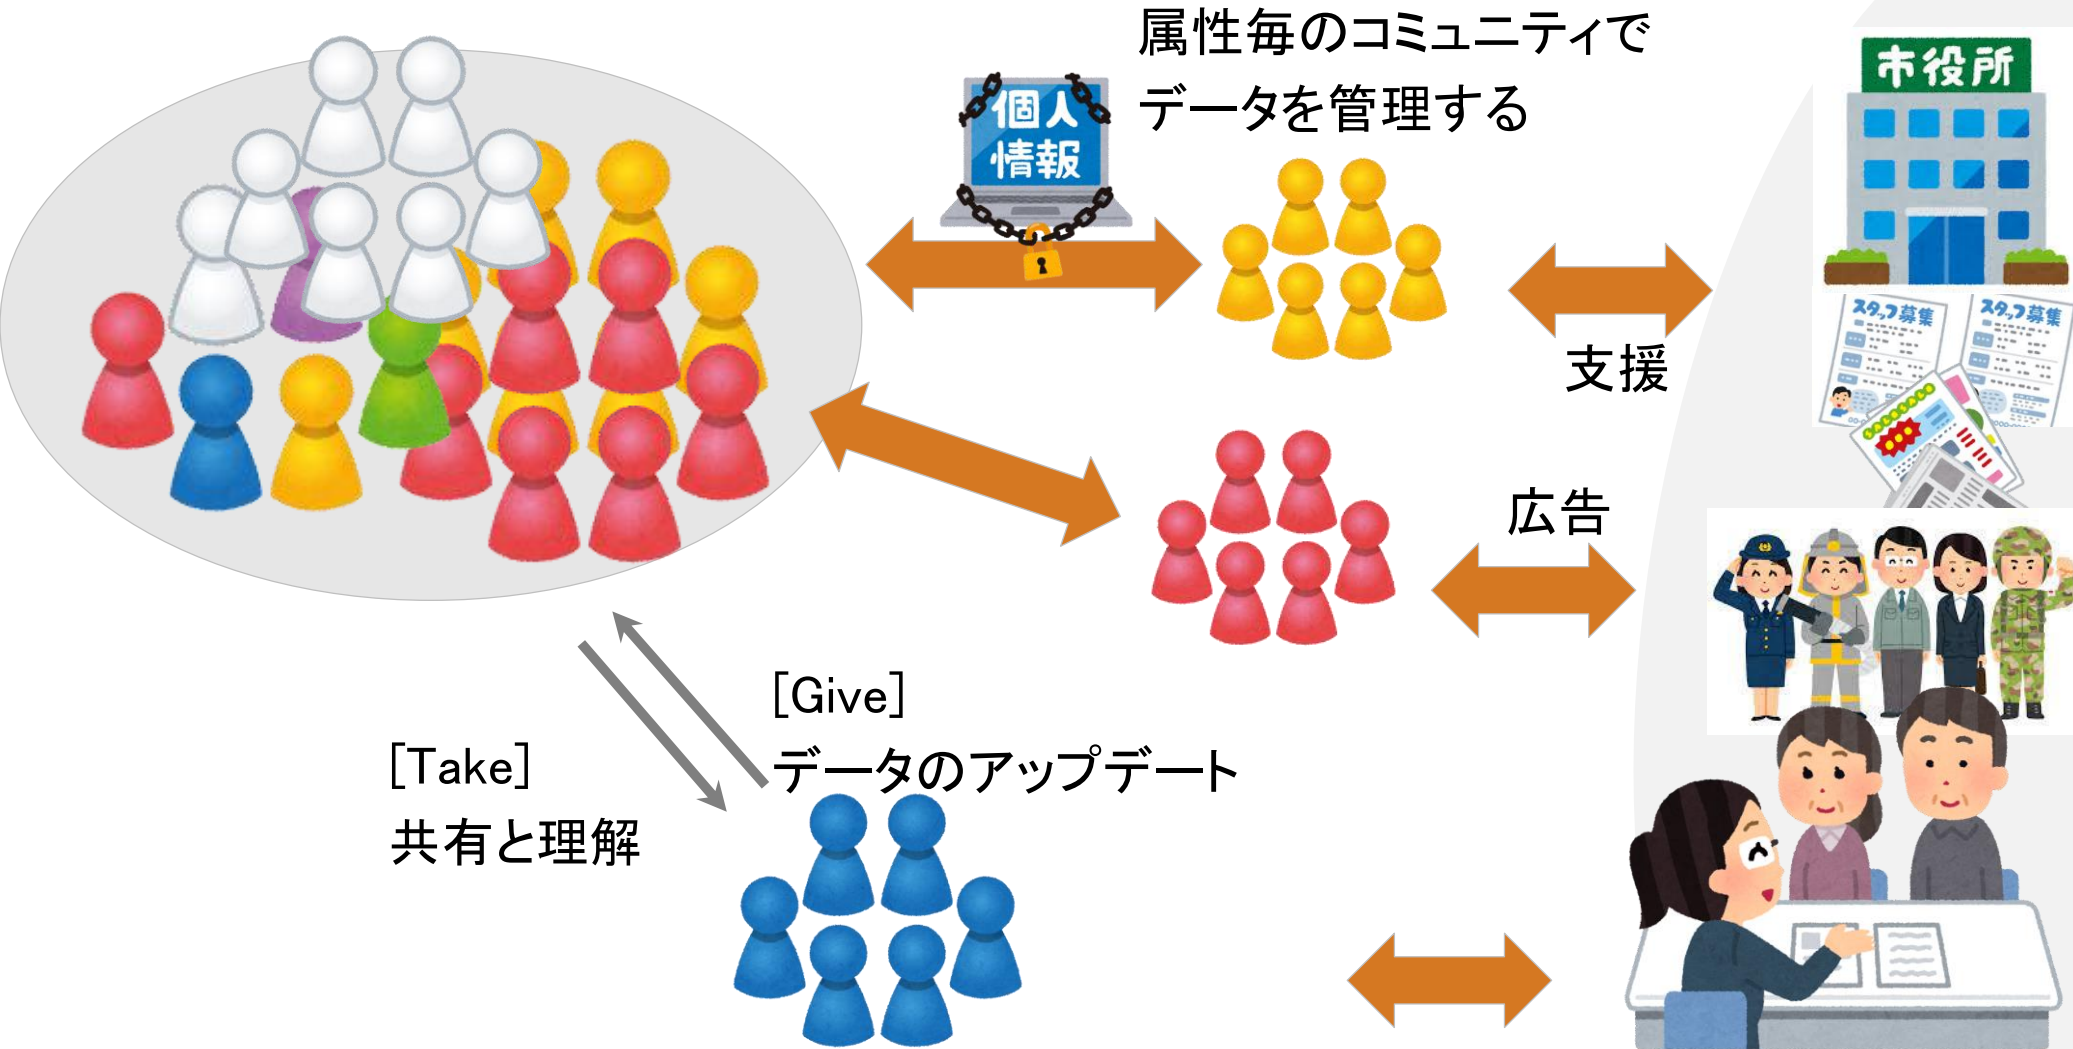 属性毎のコミュニティで
データを管理する
市役所
個人
情報
スタッフ募集
スタッフ募集
支援
広告
[Give]
データのアップデート
[Take]
共有と理解